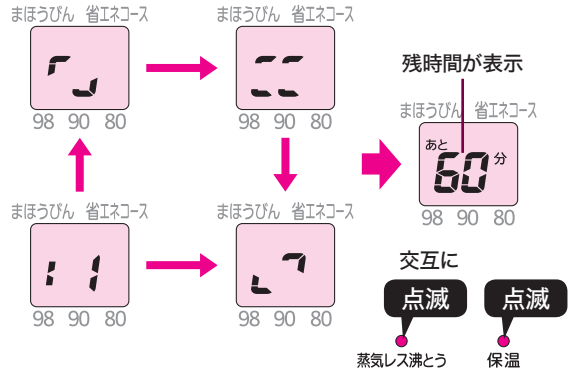 まほうびん 省エネコース
98 90 80
まほうびん 省エネコース
98 90 80
まほうびん 省エネコース
98 90 80
まほうびん 省エネコース
98 90 80
残時間が表示
まほうびん 省エネコース
あと60分
98 90 80
交互に
点滅 点滅
蒸気レス沸とう 保温